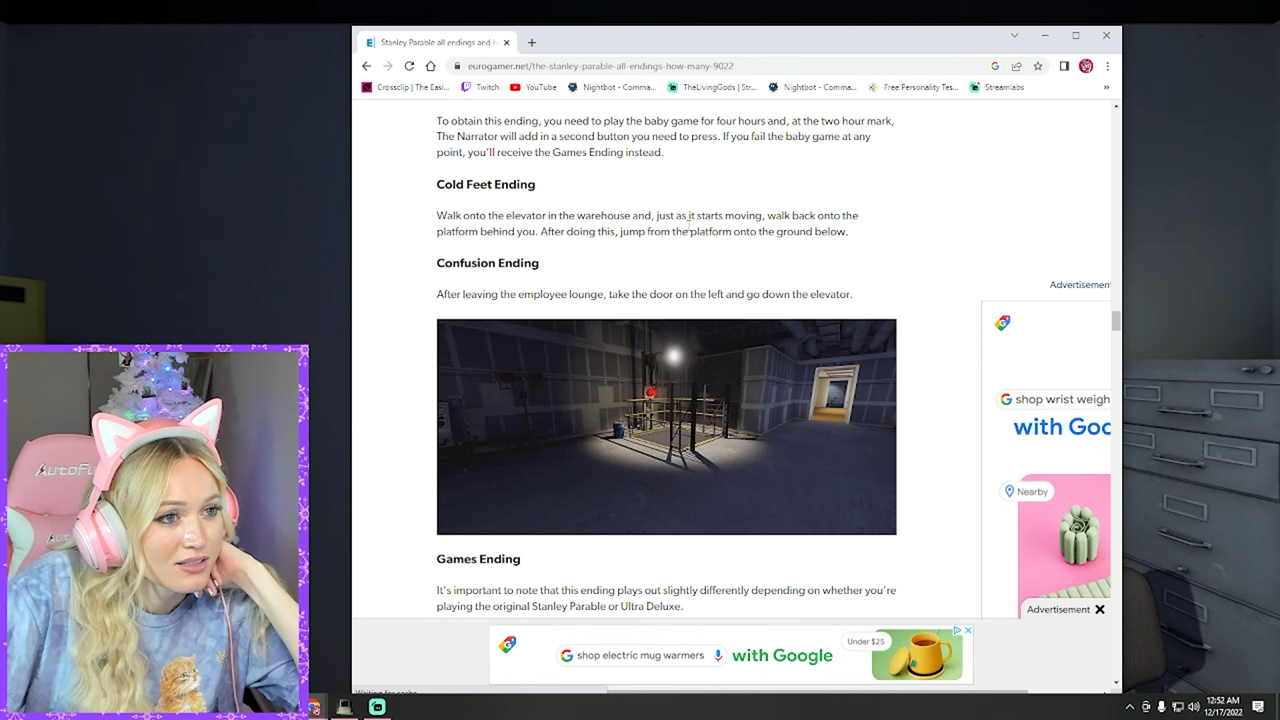 Stanley Parable all endings and h
eurogamer.net/the-stanley-parable-all-endings-how-many-9022
Crossclip | The Easi... Twitch YouTube Nightbot - Comma... TheLivingGods | Str... Nightbot - Comma... Free Personality Tes... Streamlabs »
To obtain this ending, you need to play the baby game for four hours and, at the two hour mark,
The Narrator will add in a second button you need to press. If you fail the baby game at any
point, you'll receive the Games Ending instead.
Cold Feet Ending
Walk onto the elevator in the warehouse and, just as it starts moving, walk back onto the
platform behind you. After doing this, jump from the platform onto the ground below.
Confusion Ending
Advertisement
After leaving the employee lounge, take the door on the left and go down the elevator.
shop wrist weigh
with Goo
Nearby
Games Ending
It's important to note that this ending plays out slightly differently depending on whether you're
playing the original Stanley Parable or Ultra Deluxe.
Advertisement
shop electric mug warmers with Google
Under $25
Waiting for cache...
AutoFu
12:52 AM
12/17/2022